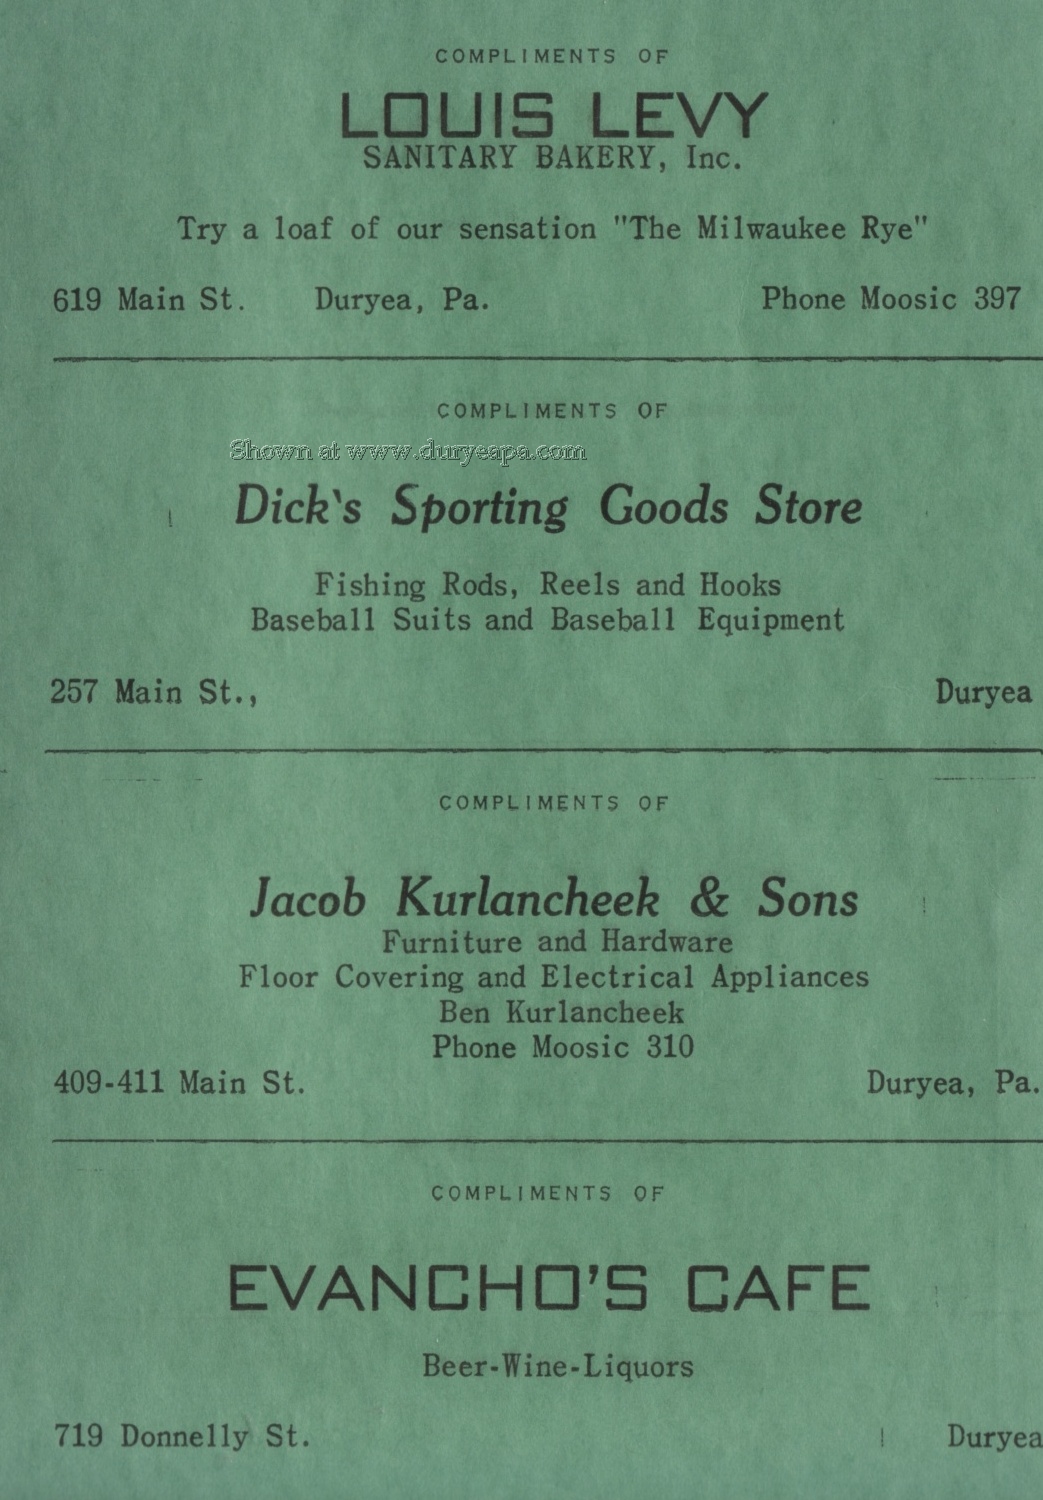 COMPLIMENTS OF
LOUIS LEVY
SANITARY BAKERY, Inc.
Try a loaf of our sensation "The Milwaukee Rye"
619 Main St. Duryea, Pa. Phone Moosic 397
COMPLIMENTS OF
Shown at www.duryeapa.com
Dick's Sporting Goods Store
Fishing Rods, Reels and Hooks
Baseball Suits and Baseball Equipment
257 Main St., Duryea
COMPLIMENTS OF
Jacob Kurlancheek & Sons
Furniture and Hardware
Floor Covering and Electrical Appliances
Ben Kurlancheek
Phone Moosic 310
409-411 Main St. Duryea, Pa.
COMPLIMENTS OF
EVANCHO'S CAFE
Beer-Wine-Liquors
719 Donnelly St. Duryea